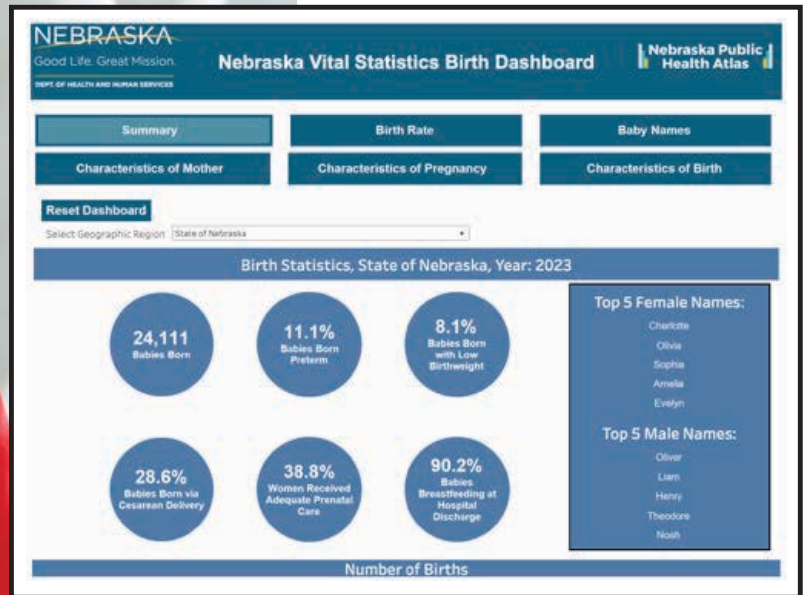 NEBRASKA
Good Life. Great Mission.
DEPT. OF HEALTH AND HUMAN SERVICES
Nebraska Vital Statistics Birth Dashboard
Nebraska Public
Health Atlas
Summary
Birth Rate
Baby Names
Characteristics of Mother
Characteristics of Pregnancy
Characteristics of Birth
Reset Dashboard
Select Geographic Region
State of Nebraska
Birth Statistics, State of Nebraska, Year: 2023
24,111
Babies Born
11.1%
Babies Born
Preterm
8.1%
Babies Born
with Low
Birthweight
28.6%
Babies Born via
Cesarean Delivery
38.8%
Women Received
Adequate Prenatal
Care
90.2%
Babies
Breastfeeding at
Hospital
Discharge
Top 5 Female Names:
Charlotte
Olivia
Sophia
Amelia
Evelyn
Top 5 Male Names:
Oliver
Liam
Henry
Theodore
Noah
Number of Births